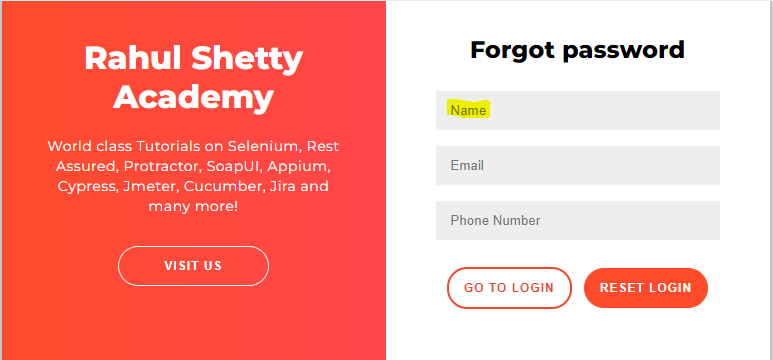 Rahul Shetty
Academy
World class Tutorials on Selenium, Rest
Assured, Protractor, SoapUI, Appium,
Cypress, Jmeter, Cucumber, Jira and
many more!
VISIT US
Forgot password
Name
Email
Phone Number
GO TO LOGIN
RESET LOGIN